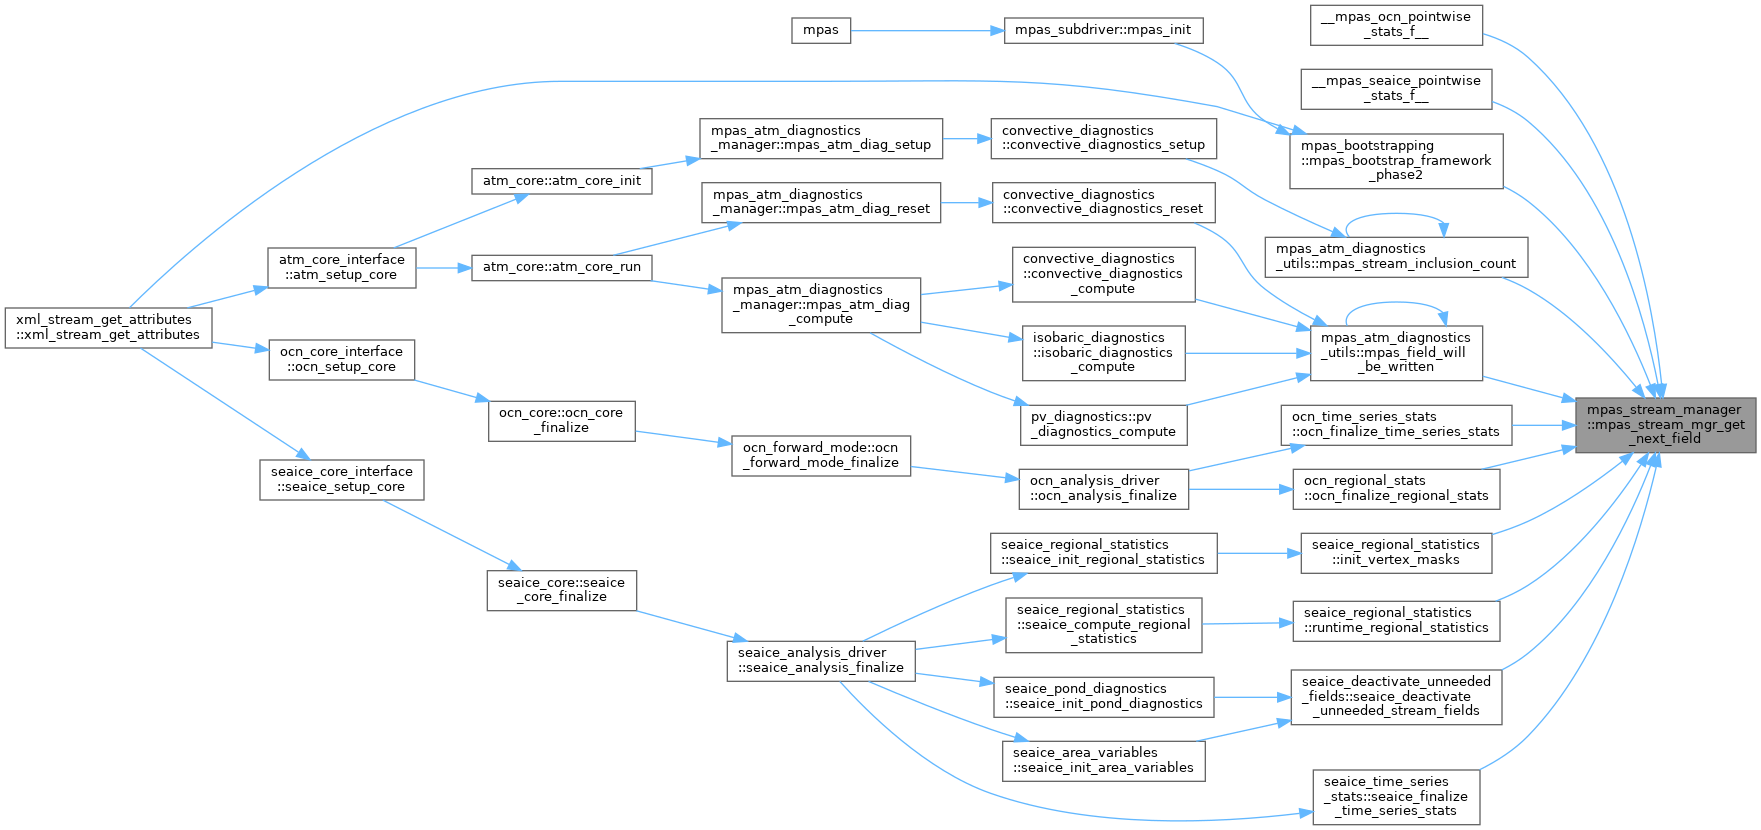 mpas
mpas_subdriver::mpas_init
__mpas_ocn_pointwise
_stats_f__
__mpas_seaice_pointwise
_stats_f__
mpas_bootstrapping
::mpas_bootstrap_framework
_phase2
mpas_atm_diagnostics
_manager::mpas_atm_diag_setup
convective_diagnostics
::convective_diagnostics_setup
atm_core::atm_core_init
mpas_atm_diagnostics
_manager::mpas_atm_diag_reset
convective_diagnostics
::convective_diagnostics_reset
mpas_atm_diagnostics
_utils::mpas_stream_inclusion_count
atm_core_interface
::atm_setup_core
atm_core::atm_core_run
convective_diagnostics
::convective_diagnostics
_compute
mpas_atm_diagnostics
_manager::mpas_atm_diag
_compute
xml_stream_get_attributes
::xml_stream_get_attributes
isobaric_diagnostics
::isobaric_diagnostics
_compute
mpas_atm_diagnostics
_utils::mpas_field_will
_be_written
ocn_core_interface
::ocn_setup_core
ocn_core::ocn_core
_finalize
pv_diagnostics::pv
_diagnostics_compute
ocn_time_series_stats
::ocn_finalize_time_series_stats
mpas_stream_manager
::mpas_stream_mgr_get
_next_field
ocn_forward_mode::ocn
_forward_mode_finalize
seaice_core_interface
::seaice_setup_core
ocn_analysis_driver
::ocn_analysis_finalize
ocn_regional_stats
::ocn_finalize_regional_stats
seaice_regional_statistics
::seaice_init_regional_statistics
seaice_regional_statistics
::init_vertex_masks
seaice_core::seaice
_core_finalize
seaice_regional_statistics
::seaice_compute_regional
_statistics
seaice_regional_statistics
::runtime_regional_statistics
seaice_analysis_driver
::seaice_analysis_finalize
seaice_pond_diagnostics
::seaice_init_pond_diagnostics
seaice_deactivate_unneeded
_fields::seaice_deactivate
_unneeded_stream_fields
seaice_area_variables
::seaice_init_area_variables
seaice_time_series
_stats::seaice_finalize
_time_series_stats